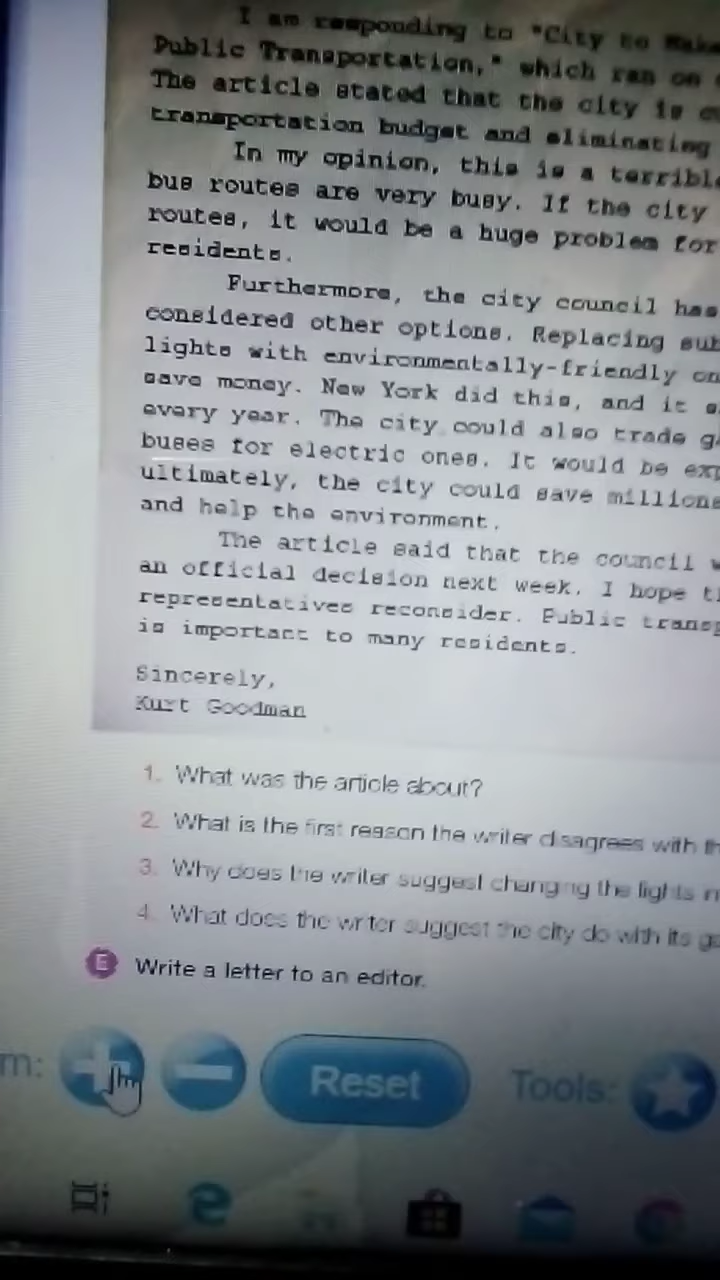 I am responding to "City to Make
Public Transportation," which ran on
The article stated that the city is
transportation budget and eliminating
In my opinion, this is a terrible
bus routes are very busy. If the city
routes, it would be a huge problem for
residents.
Furthermore, the city council has
considered other options. Replacing
lights with environmentally-friendly
save money. New York did this, and it
every year. The city could also trade
buses for electric ones. It would be
ultimately, the city could save millions
and help the environment.
The article said that the council
an official decision next week. I hope
representatives reconsider. Public
is important to many residents.
Sincerely,
Kurt Goodman
1. What was the article about?
2. What is the first reason the writer disagrees with
3. Why does the writer suggest changing the lights
4. What does the writer suggest the city do with its
E Write a letter to an editor.
m: Reset Tools: